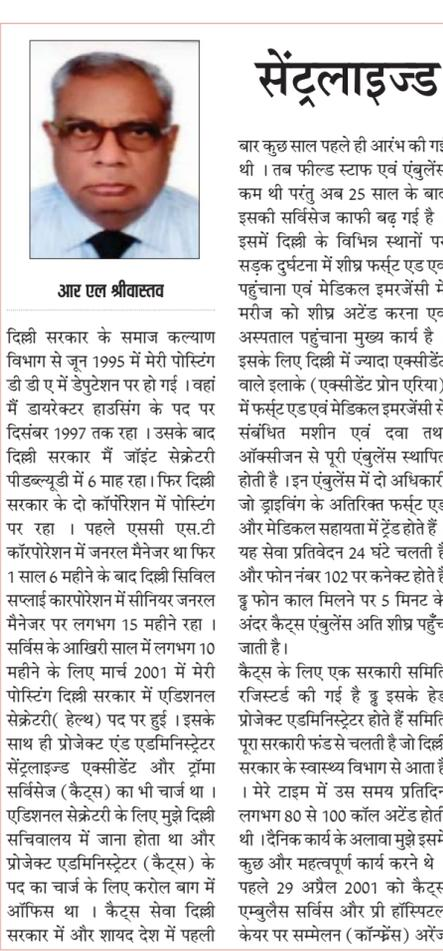 सेंट्रलाइज्ड
आर एल श्रीवास्तव
दिल्ली सरकार के समाज कल्याण
विभाग से जून 1995 में मेरी पोस्टिंग
डी डी ए में डेपुटेशन पर हो गई । वहां
मैं डायरेक्टर हाउसिंग के पद पर
दिसंबर 1997 तक रहा । उसके बाद
दिल्ली सरकार मैं जॉइंट सेक्रेटरी
पीडब्ल्यूडी में 6 माह रहा। फिर दिल्ली
सरकार के दो कॉर्पोरेशन में पोस्टिंग
पर रहा । पहले एससी एस.टी
कॉरपोरेशन में जनरल मैनेजर था फिर
1 साल 6 महीने के बाद दिल्ली सिविल
सप्लाई कारपोरेशन में सीनियर जनरल
मैनेजर पर लगभग 15 महीने रहा ।
सर्विस के आखिरी साल में लगभग 10
महीने के लिए मार्च 2001 में मेरी
पोस्टिंग दिल्ली सरकार में एडिशनल
सेक्रेटरी( हेल्थ) पद पर हुई । इसके
साथ ही प्रोजेक्ट एंड एडमिनिस्ट्रेटर
सेंट्रलाइज्ड एक्सीडेंट और ट्रॉमा
सर्विसेज (कैट्स) का भी चार्ज था ।
एडिशनल सेक्रेटरी के लिए मुझे दिल्ली
सचिवालय में जाना होता था और
प्रोजेक्ट एडमिनिस्ट्रेटर (कैट्स) के
पद का चार्ज के लिए करोल बाग में
ऑफिस था । कैट्स सेवा दिल्ली
सरकार में और शायद देश में पहली
बार कुछ साल पहले ही आरंभ की गई
थी । तब फील्ड स्टाफ एवं एंबुलेंस
कम थी परंतु अब 25 साल के बाद
इसकी सर्विसेज काफी बढ़ गई है
इसमें दिल्ली के विभिन्न स्थानों पर
सड़क दुर्घटना में शीघ्र फर्स्ट एड एवं
पहुंचाना एवं मेडिकल इमरजेंसी में
मरीज को शीघ्र अटेंड करना एवं
अस्पताल पहुंचाना मुख्य कार्य है
इसके लिए दिल्ली में ज्यादा एक्सीडेंट
वाले इलाके (एक्सीडेंट प्रोन एरिया)
में फर्स्ट एड एवं मेडिकल इमरजेंसी से
संबंधित मशीन एवं दवा तथा
ऑक्सीजन से पूरी एंबुलेंस स्थापित
होती है ।इन एंबुलेंस में दो अधिकारी
जो ड्राइविंग के अतिरिक्त फर्स्ट एड
और मेडिकल सहायता में ट्रेंड होते हैं
यह सेवा प्रतिवेदन 24 घंटे चलती है
और फोन नंबर 102 पर कनेक्ट होते हैं
ढ्ढ फोन काल मिलने पर 5 मिनट के
अंदर कैट्स एंबुलेंस अति शीघ्र पहुँच
जाती है।
कैट्स के लिए एक सरकारी समिति
रजिस्टर्ड की गई है ढ्ढ इसके हेड
प्रोजेक्ट एडमिनिस्ट्रेटर होते हैं समिति
पूरा सरकारी फंड से चलती है जो दिल्ली
सरकार के स्वास्थ्य विभाग से आता है
। मेरे टाइम में उस समय प्रतिदिन
लगभग 80 से 100 कॉल अटेंड होती
थी ।दैनिक कार्य के अलावा मुझे इसमें
कुछ और महत्वपूर्ण कार्य करने थे
पहले 29 अप्रैल 2001 को कैट्स
एम्बुलैंस सर्विस और प्री हॉस्पिटल
केयर पर सम्मेलन (कॉन्फ्रेंस) अरेंज